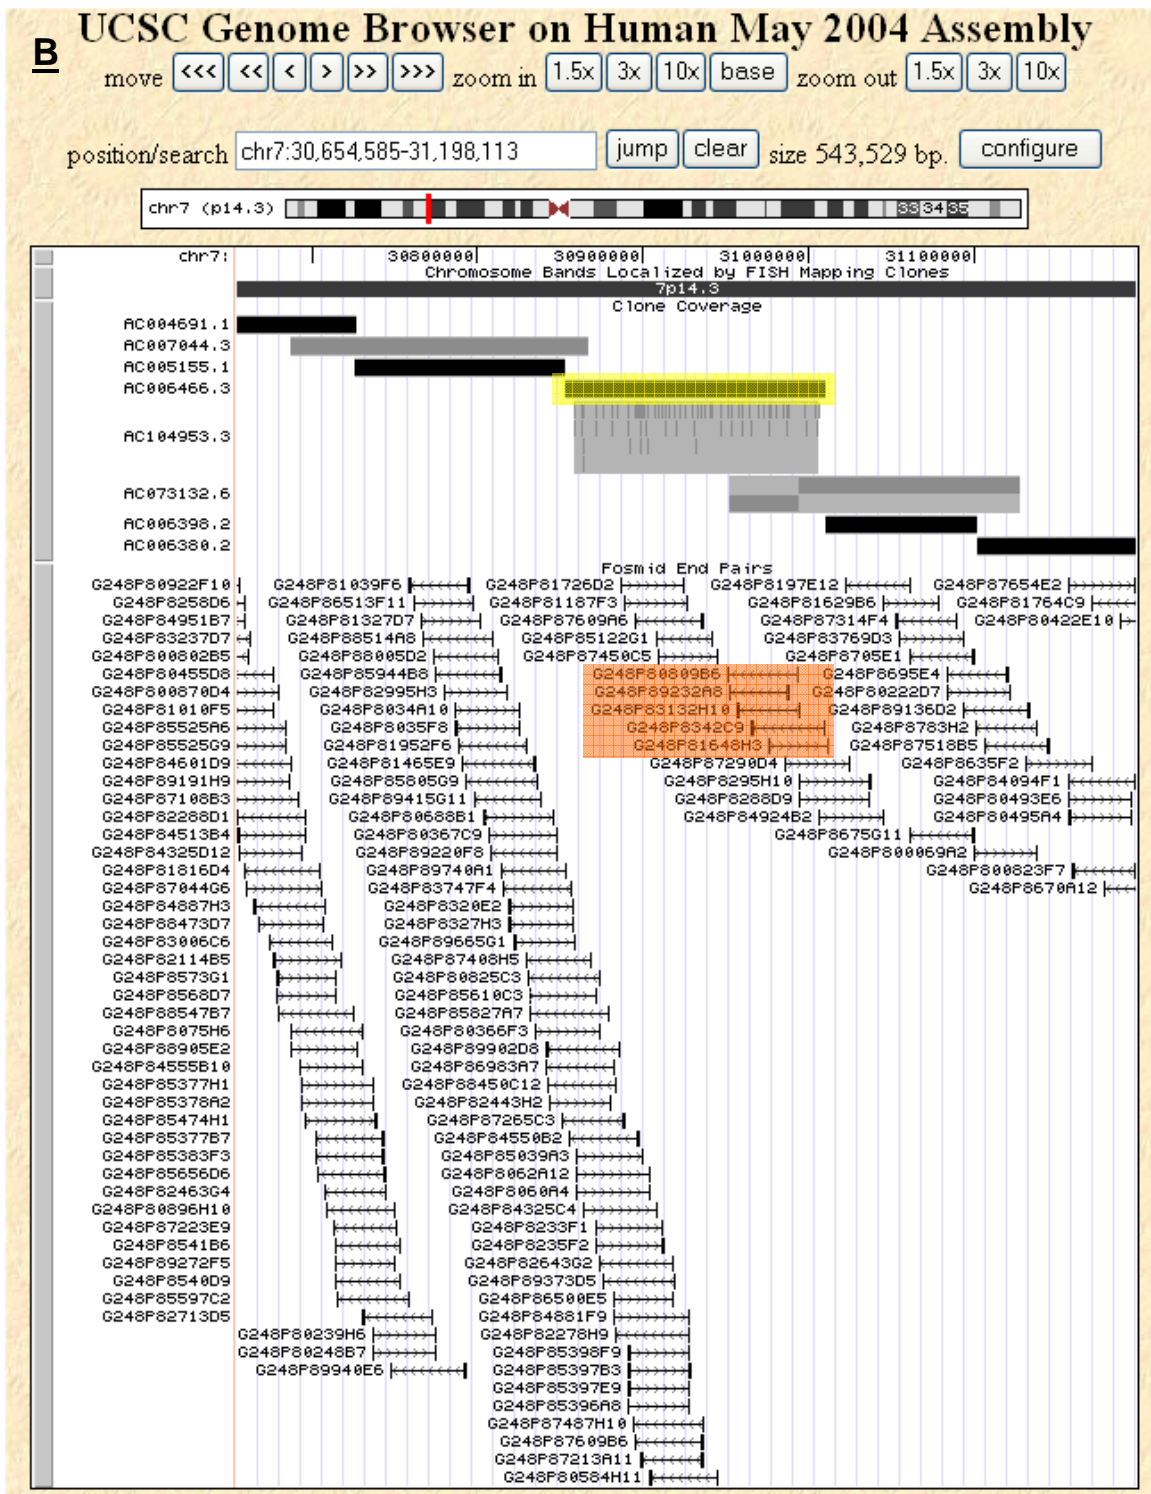 UCSC Genome Browser on Human May 2004 Assembly
B
move <<< << < > >> >>> zoom in 1.5x 3x 10x base zoom out 1.5x 3x 10x
position/search chr7:30,654,585-31,198,113 jump clear size 543,529 bp. configure
chr7 (p14.3) 33 34 35
chr7: 30800000 30900000 31000000 31100000
Chromosome Bands Localized by FISH Mapping Clones
7p14.3
Clone Coverage
AC004691.1
AC007044.3
AC005155.1
AC006466.3
AC104953.3
AC073132.6
AC006398.2
AC006380.2
Fosmid End Pairs
G248P80922F10 G248P81039F6 G248P81726D2 G248P8197E12 G248P87654E2
G248P8258D6 G248P86513F11 G248P81187F3 G248P81629B6 G248P81764C9
G248P84951B7 G248P81327D7 G248P87609A6 G248P87314F4 G248P80422E10
G248P83237D7 G248P88514A8 G248P85122G1 G248P83769D3
G248P800802B5 G248P88005D2 G248P87450C5 G248P8705E1
G248P80455D8 G248P85944B8 G248P80809B6 G248P8695E4
G248P800870D4 G248P82995H3 G248P89232A8 G248P80222D7
G248P81010F5 G248P8034A10 G248P83132H10 G248P89136D2
G248P85525A6 G248P8035F8 G248P8342C9 G248P8783H2
G248P85525G9 G248P81952F6 G248P81648H3 G248P87518B5
G248P84601D9 G248P81465E9 G248P87290D4 G248P8635F2
G248P89191H9 G248P85805G9 G248P8295H10 G248P84094F1
G248P87108B3 G248P89415G11 G248P8288D9 G248P80493E6
G248P82288D1 G248P80688B1 G248P84924B2 G248P80495A4
G248P84513B4 G248P80367C9 G248P8675G11
G248P84325D12 G248P89220F8 G248P800069A2
G248P81816D4 G248P89740A1 G248P800823F7
G248P87044G6 G248P83747F4 G248P8670A12
G248P84887H3 G248P8320E2
G248P88473D7 G248P8327H3
G248P83006C6 G248P89665G1
G248P82114B5 G248P87408H5
G248P8573G1 G248P80825C3
G248P8568D7 G248P85610C3
G248P88547B7 G248P85827A7
G248P8075H6 G248P80366F3
G248P88905E2 G248P89902D8
G248P84555B10 G248P86983A7
G248P85377H1 G248P88450C12
G248P85378A2 G248P82443H2
G248P85474H1 G248P87265C3
G248P85377B7 G248P84550B2
G248P85383F3 G248P85039A3
G248P85656D6 G248P8062A12
G248P82463G4 G248P8060A4
G248P80896H10 G248P84325C4
G248P87223E9 G248P8233F1
G248P8541B6 G248P8235F2
G248P89272F5 G248P82643G2
G248P8540D9 G248P89373D5
G248P85597C2 G248P86500E5
G248P82713D5 G248P84881F9
G248P80239H6 G248P82278H9
G248P80248B7 G248P85398F9
G248P89940E6 G248P85397B3
G248P85397E9
G248P85396A8
G248P87487H10
G248P87609B6
G248P87213A11
G248P80584H11